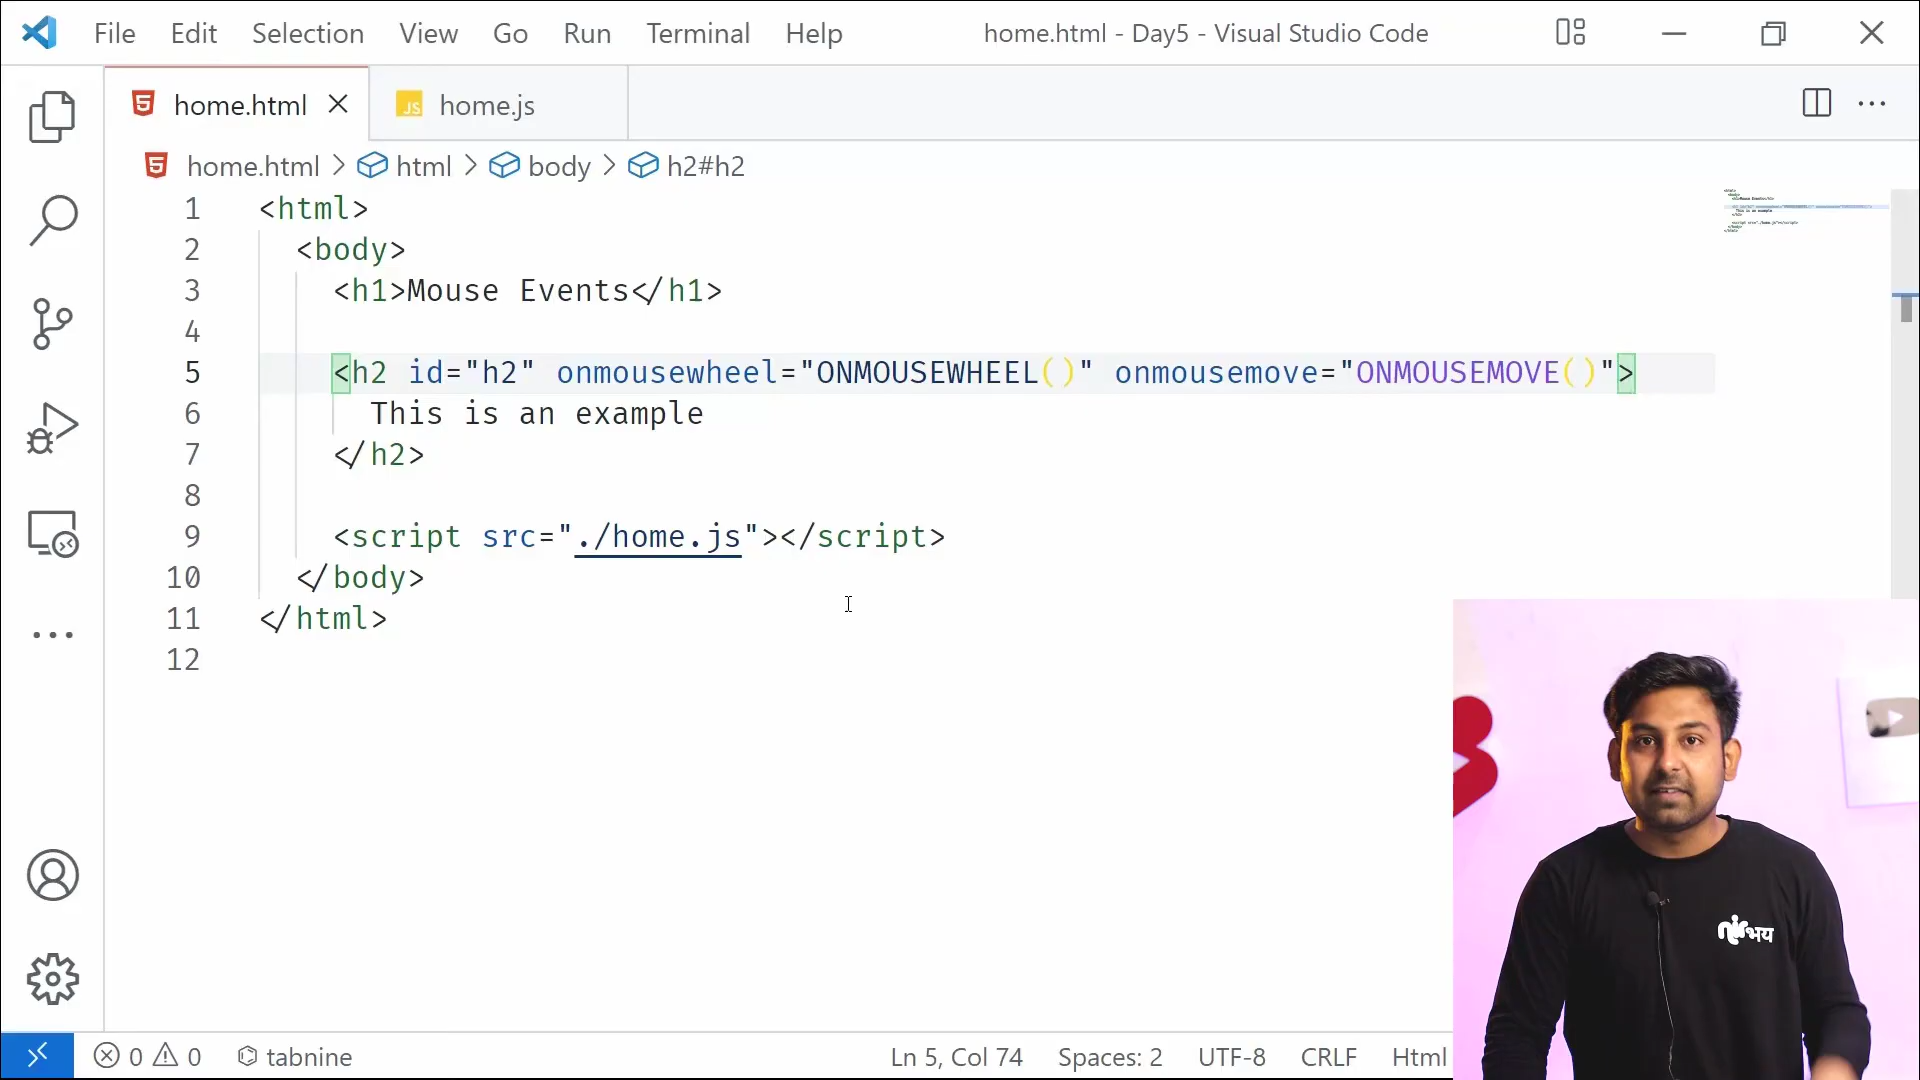 File Edit Selection View Go Run Terminal Help home.html - Day5 - Visual Studio Code
home.html home.js
home.html > html > body > h2#h2
1 <html>
2 <body>
3 <h1>Mouse Events</h1>
4
5 <h2 id="h2" onmousewheel="ONMOUSEWHEEL()" onmousemove="ONMOUSEMOVE()">
6 This is an example
7 </h2>
8
9 <script src="./home.js"></script>
10 </body>
11 </html>
12
nirभय
0 0 tabnine Ln 5, Col 74 Spaces: 2 UTF-8 CRLF Html